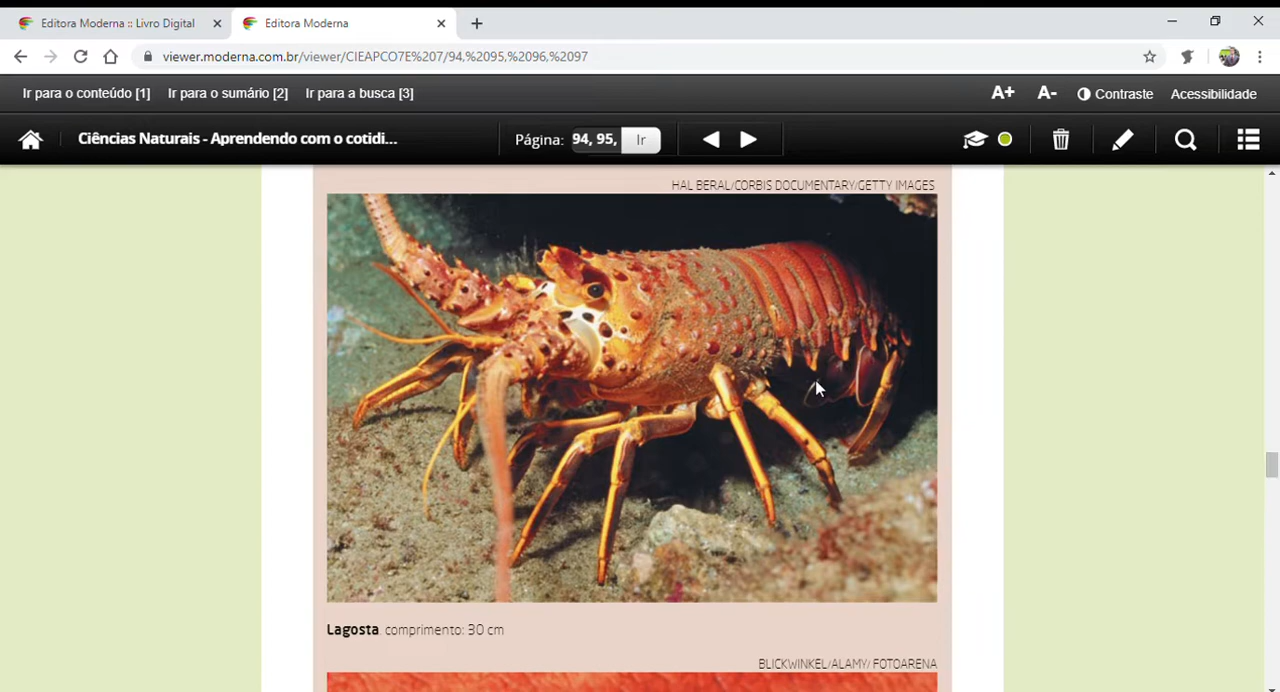 Editora Moderna :: Livro Digital
Editora Moderna
viewer.moderna.com.br/viewer/CIEAPCO7E%207/94,%2095,%2096,%2097
Ir para o conteúdo [1] Ir para o sumário [2] Ir para a busca [3] A+ A- Contraste Acessibilidade
Ciências Naturais - Aprendendo com o cotidi... Página: 94, 95, Ir
HAL BERAL/CORBIS DOCUMENTARY/GETTY IMAGES
Lagosta. comprimento: 30 cm
BLICKWINKEL/ALAMY/ FOTOARENA